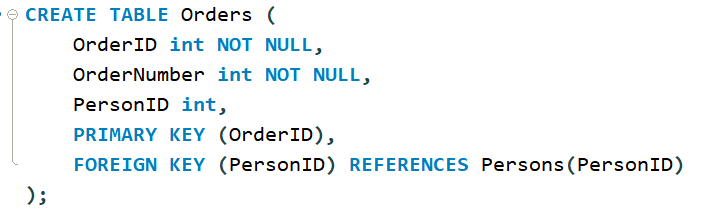 CREATE TABLE Orders (
    OrderID int NOT NULL,
    OrderNumber int NOT NULL,
    PersonID int,
    PRIMARY KEY (OrderID),
    FOREIGN KEY (PersonID) REFERENCES Persons(PersonID)
);